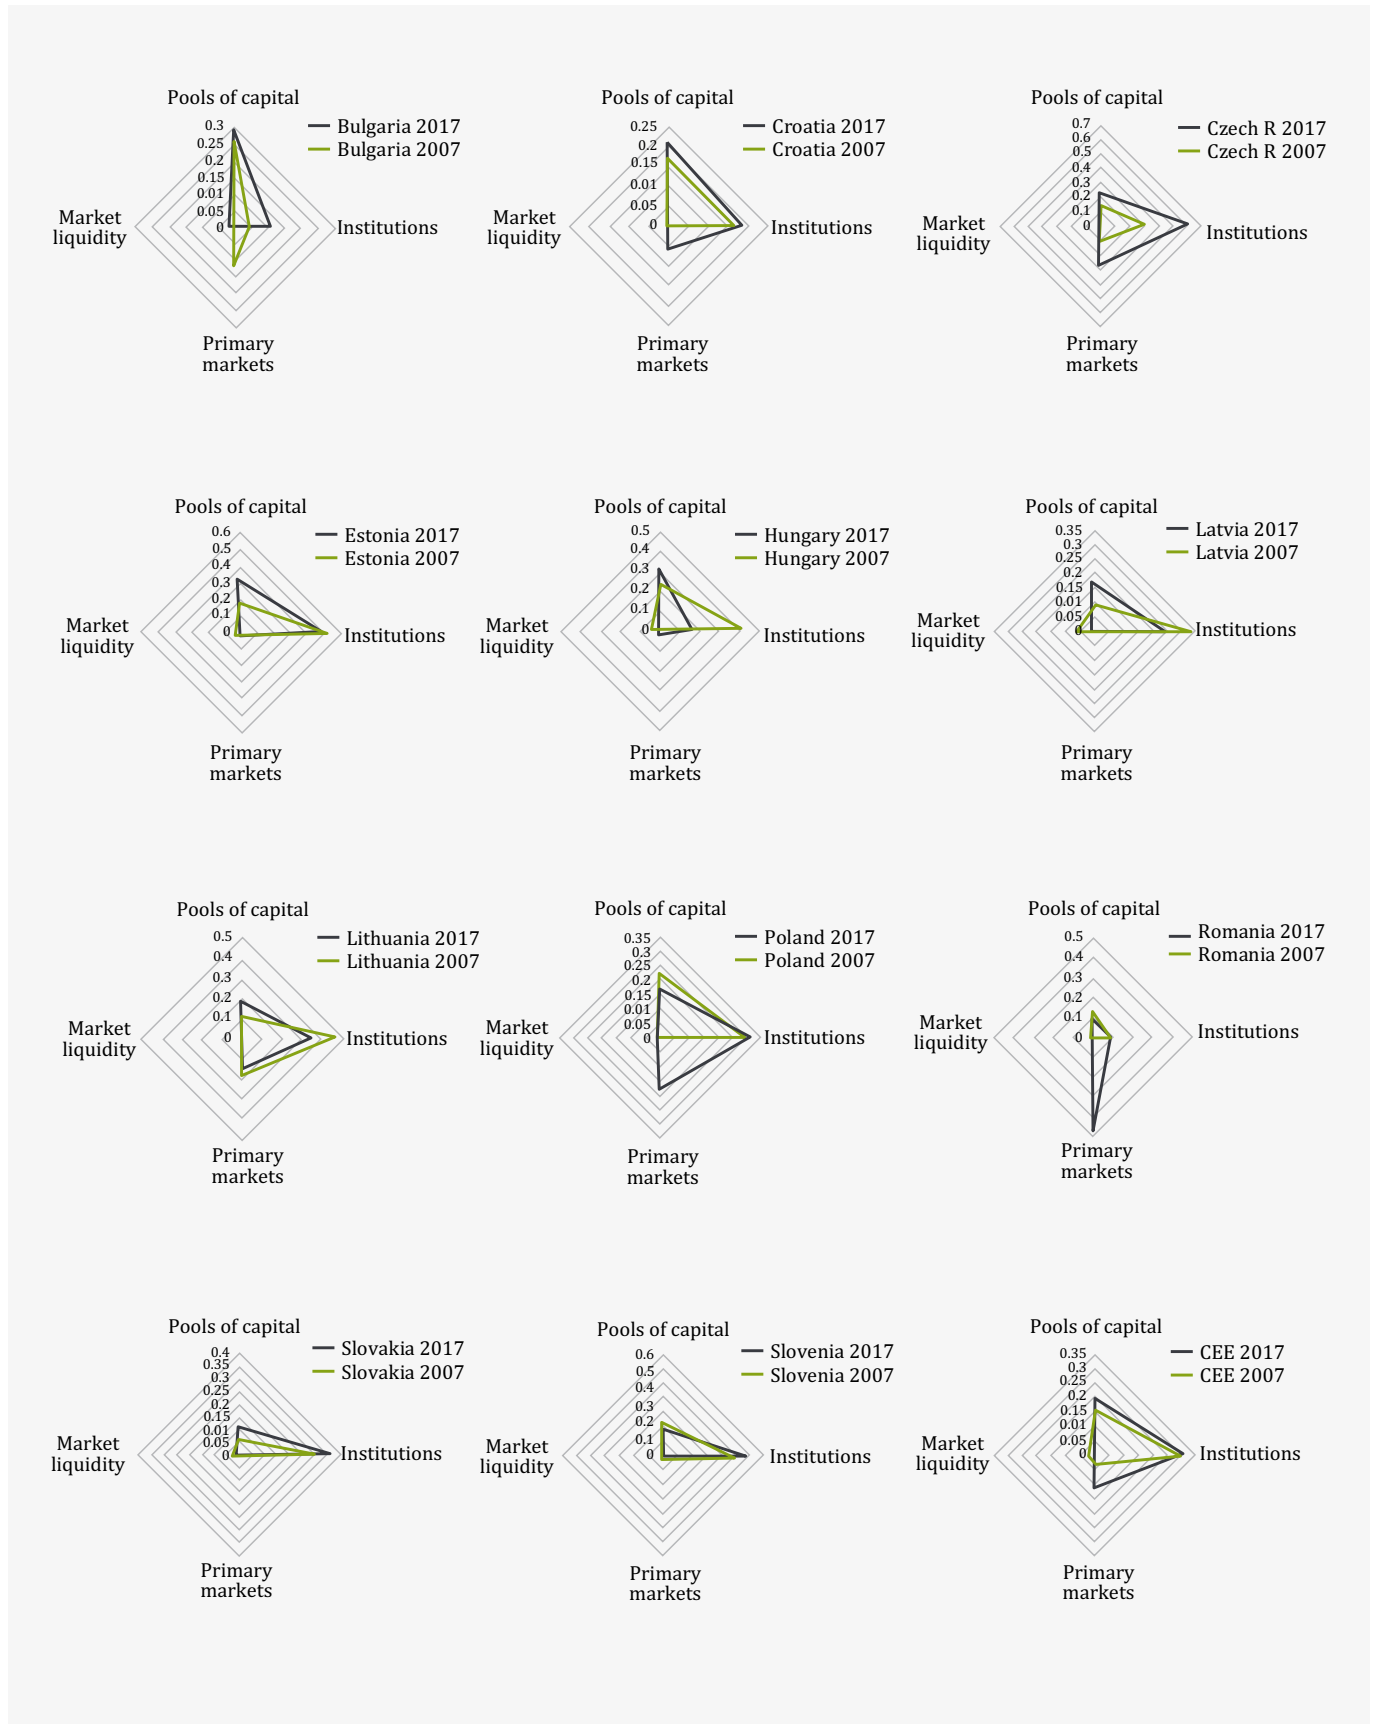 Pools of capital
0.3
0.25
0.2
0.15
0.01
0.05
0
Bulgaria 2017
Bulgaria 2007
Market
liquidity
Institutions
Primary
markets
Pools of capital
0.25
0.2
0.15
0.01
0.05
0
Croatia 2017
Croatia 2007
Market
liquidity
Institutions
Primary
markets
Pools of capital
0.7
0.6
0.5
0.4
0.3
0.2
0.1
0
Czech R 2017
Czech R 2007
Market
liquidity
Institutions
Primary
markets
Pools of capital
0.6
0.5
0.4
0.3
0.2
0.1
0
Estonia 2017
Estonia 2007
Market
liquidity
Institutions
Primary
markets
Pools of capital
0.5
0.4
0.3
0.2
0.1
0
Hungary 2017
Hungary 2007
Market
liquidity
Institutions
Primary
markets
Pools of capital
0.35
0.3
0.25
0.2
0.15
0.01
0.05
0
Latvia 2017
Latvia 2007
Market
liquidity
Institutions
Primary
markets
Pools of capital
0.5
0.4
0.3
0.2
0.1
0
Lithuania 2017
Lithuania 2007
Market
liquidity
Institutions
Primary
markets
Pools of capital
0.35
0.3
0.25
0.2
0.15
0.01
0.05
0
Poland 2017
Poland 2007
Market
liquidity
Institutions
Primary
markets
Pools of capital
0.5
0.4
0.3
0.2
0.1
0
Romania 2017
Romania 2007
Market
liquidity
Institutions
Primary
markets
Pools of capital
0.4
0.35
0.3
0.25
0.2
0.15
0.01
0.05
0
Slovakia 2017
Slovakia 2007
Market
liquidity
Institutions
Primary
markets
Pools of capital
0.6
0.5
0.4
0.3
0.2
0.1
0
Slovenia 2017
Slovenia 2007
Market
liquidity
Institutions
Primary
markets
Pools of capital
0.35
0.3
0.25
0.2
0.15
0.01
0.05
0
CEE 2017
CEE 2007
Market
liquidity
Institutions
Primary
markets